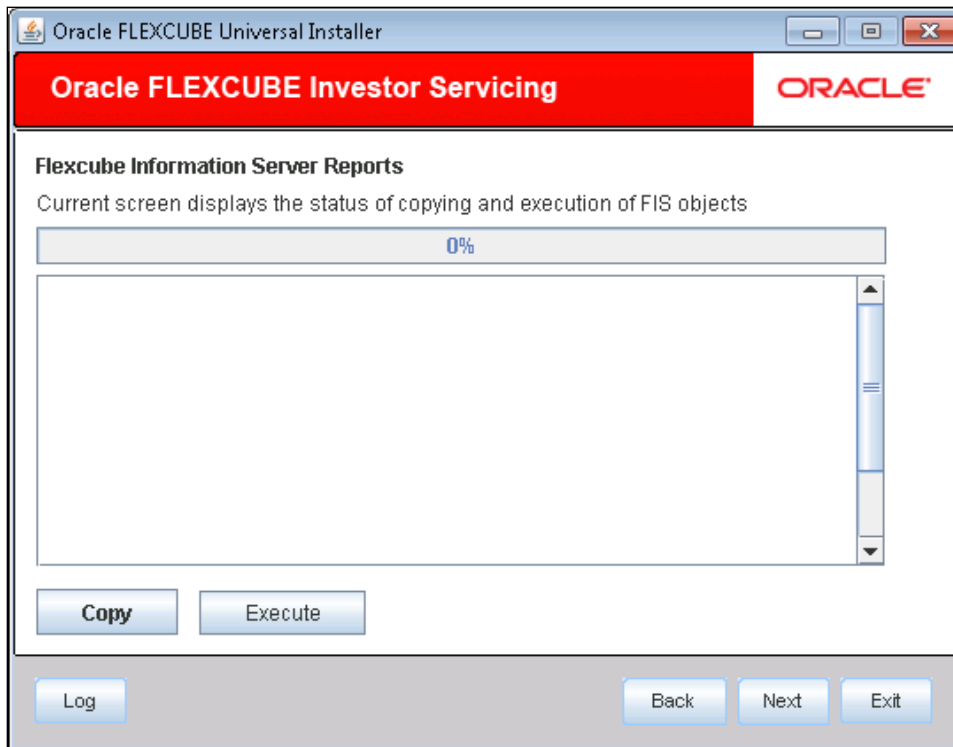 Oracle FLEXCUBE Universal Installer
Oracle FLEXCUBE Investor Servicing
ORACLE
Flexcube Information Server Reports
Current screen displays the status of copying and execution of FIS objects
0%
Copy Execute
Log Back Next Exit